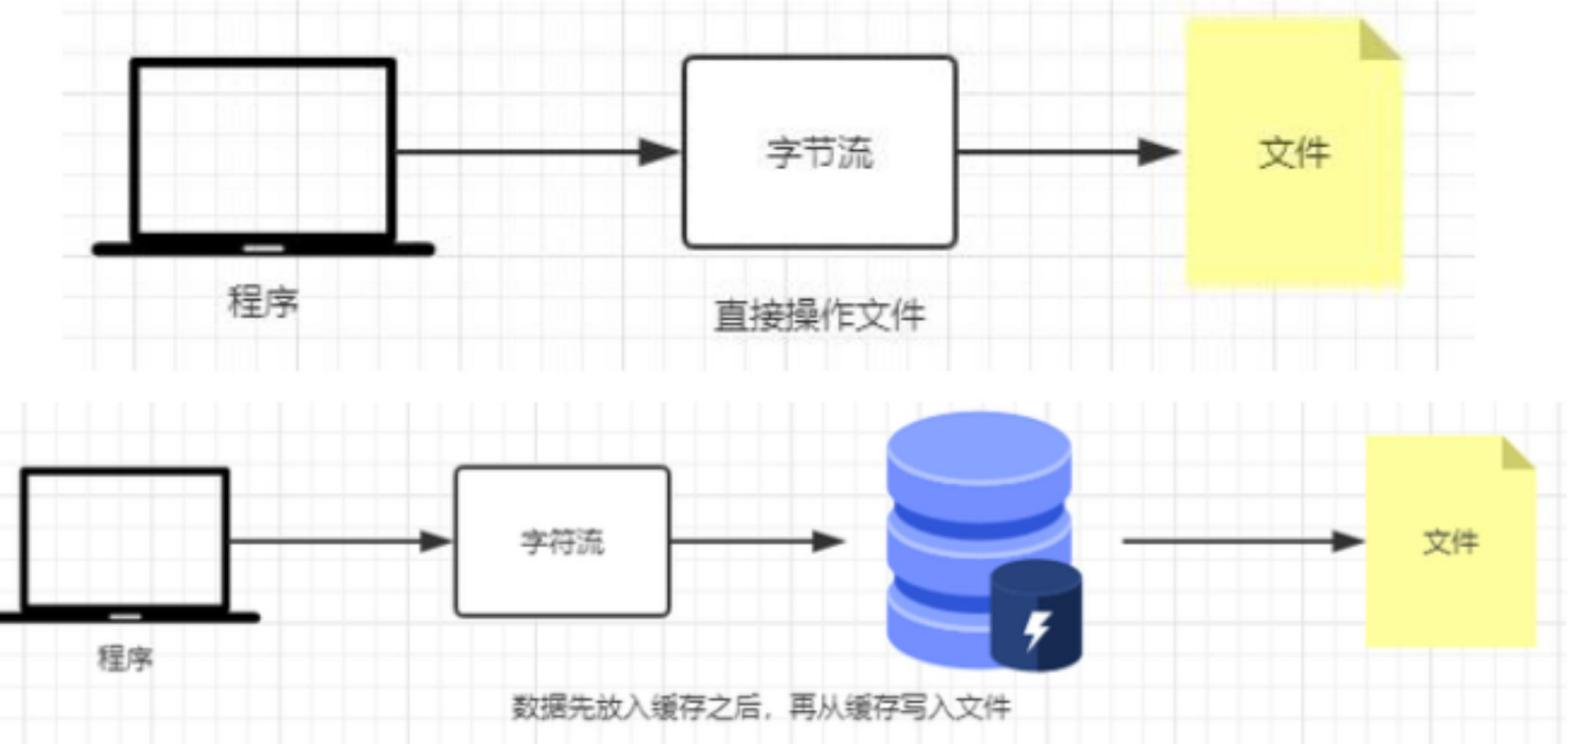 字节流
文件
程序
直接操作文件
字符流
文件
程序
数据先放入缓存之后，再从缓存写入文件